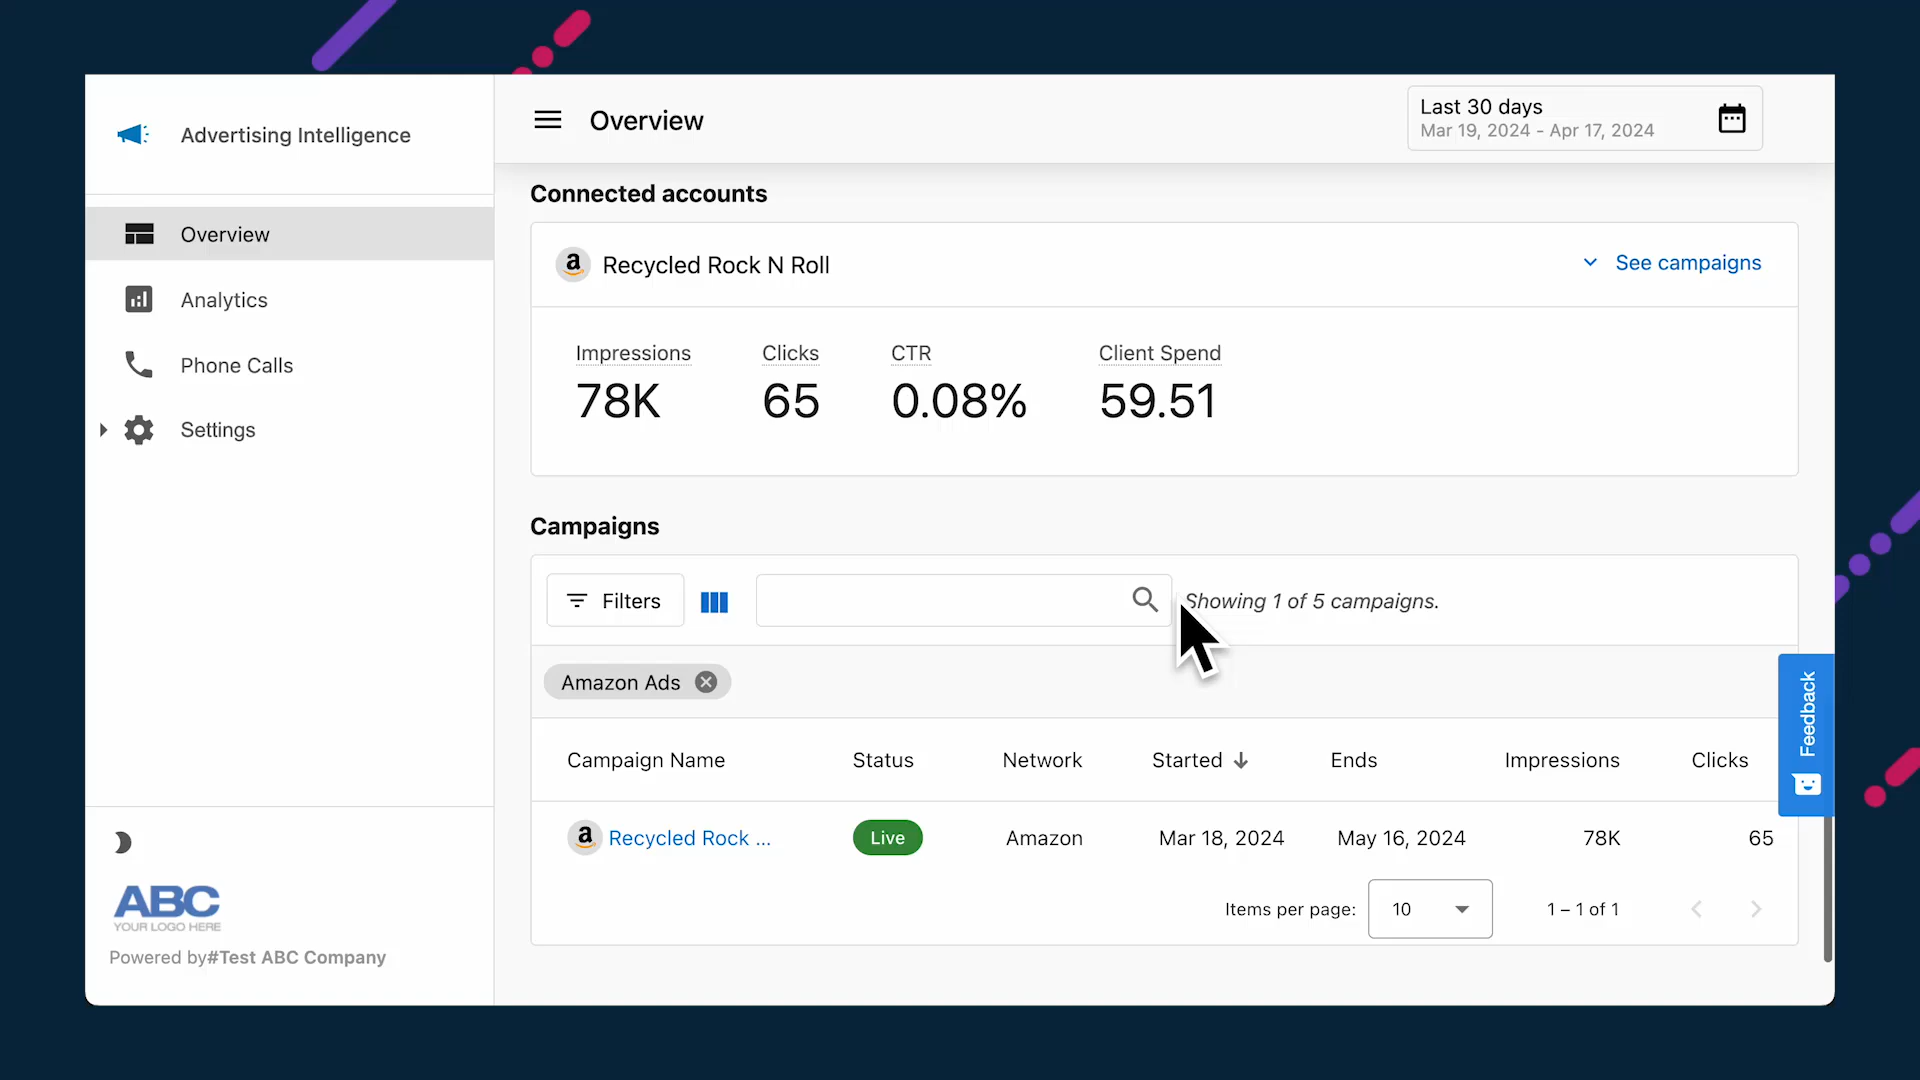 Advertising Intelligence
Overview
Last 30 days
Mar 19, 2024 - Apr 17, 2024
Overview
Analytics
Phone Calls
Settings
Connected accounts
a Recycled Rock N Roll
See campaigns
Impressions Clicks CTR Client Spend
78K 65 0.08% 59.51
Campaigns
Filters
Showing 1 of 5 campaigns.
Amazon Ads
Campaign Name Status Network Started Ends Impressions Clicks
a Recycled Rock ... Live Amazon Mar 18, 2024 May 16, 2024 78K 65
Items per page: 10 1 – 1 of 1
Feedback
ABC
YOUR LOGO HERE
Powered by#Test ABC Company